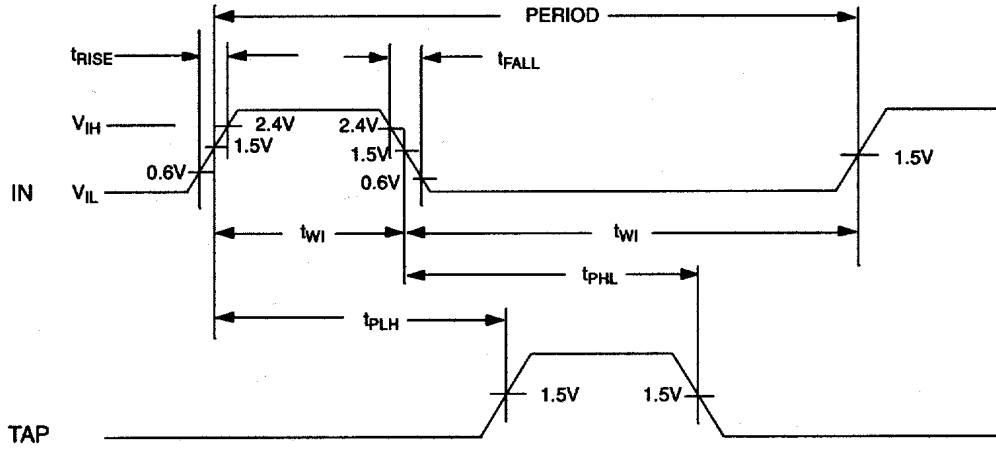 PERIOD
tRISE
tFALL
VIH
2.4V
2.4V
1.5V
1.5V
1.5V
0.6V
0.6V
IN
VIL
tWI
tWI
tPHL
tPLH
1.5V
1.5V
TAP